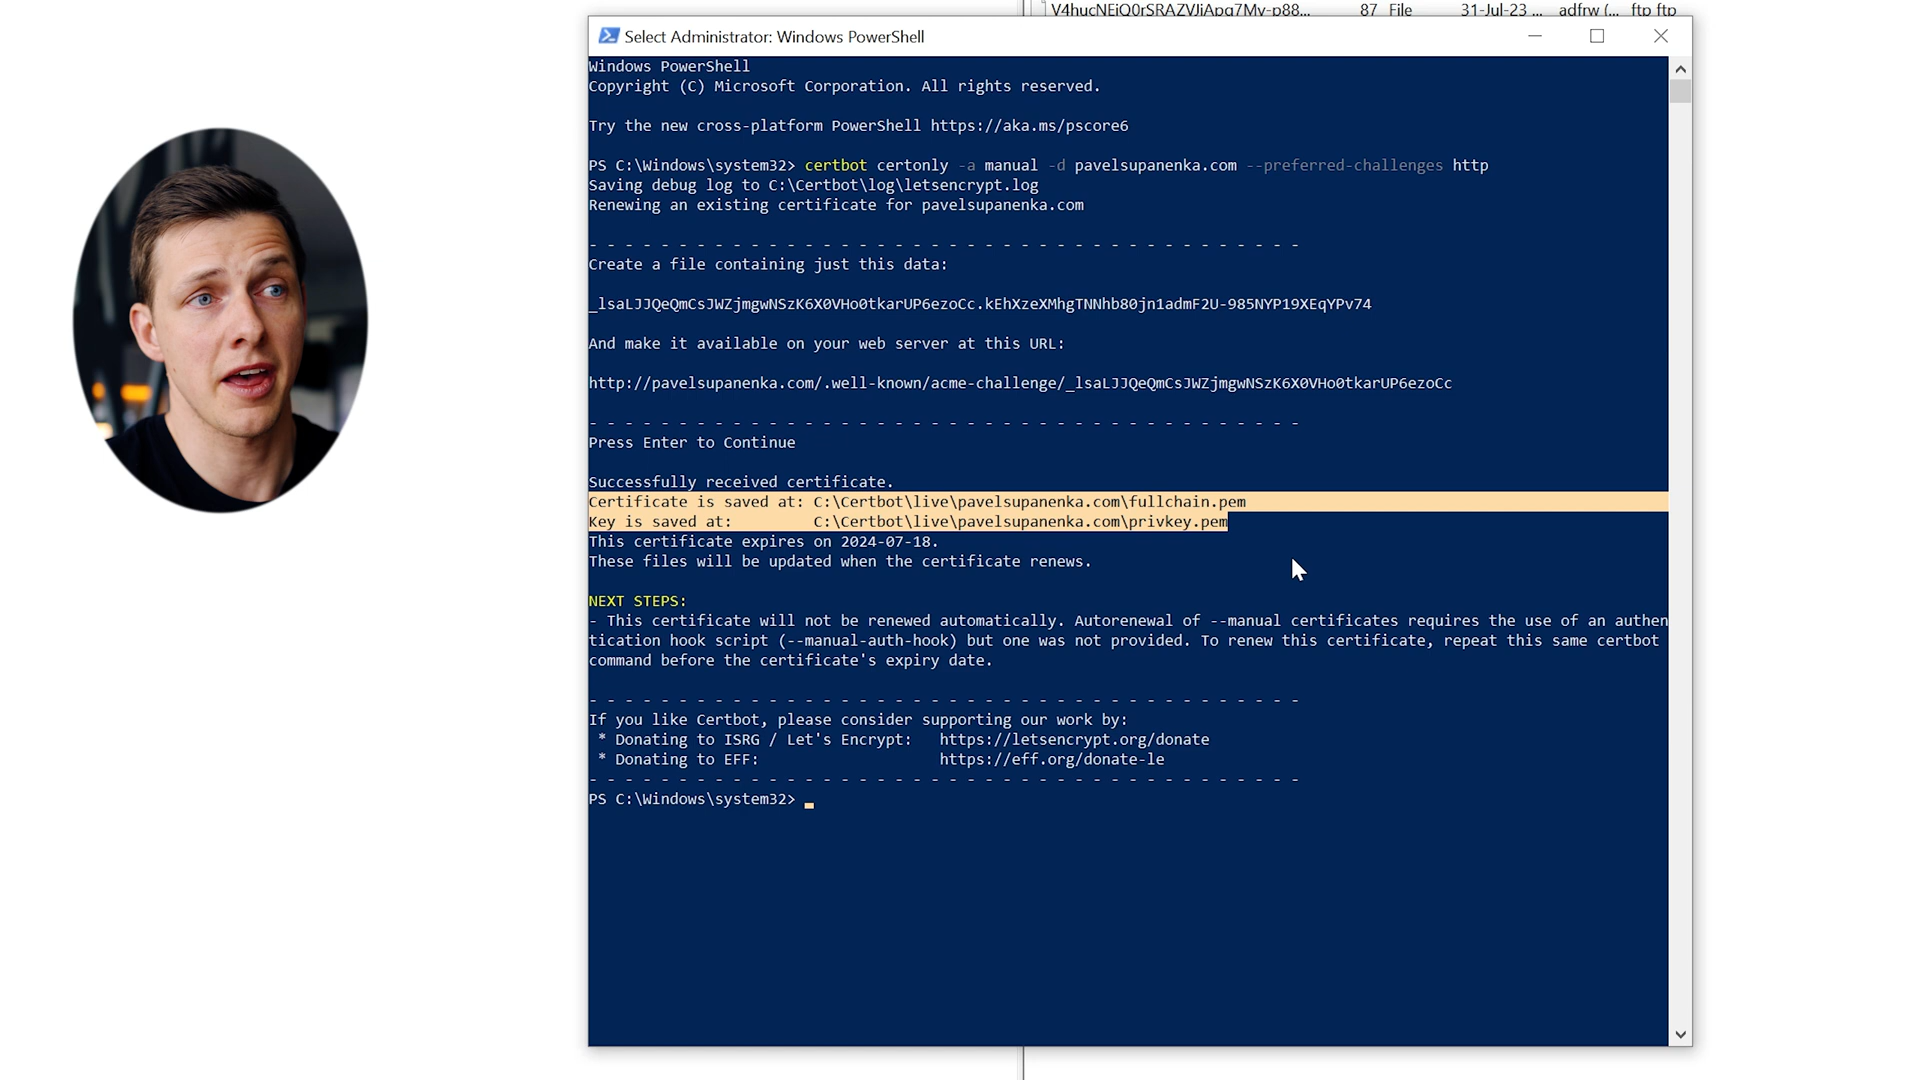 V4hucNEiQ0rSRAZVJiApq7Mv-p88... 87 File 31-Jul-23 ... adfrw (... ftp ftp
Select Administrator: Windows PowerShell
Windows PowerShell
Copyright (C) Microsoft Corporation. All rights reserved.
Try the new cross-platform PowerShell https://aka.ms/pscore6
PS C:\Windows\system32> certbot certonly -a manual -d pavelsupanenka.com --preferred-challenges http
Saving debug log to C:\Certbot\log\letsencrypt.log
Renewing an existing certificate for pavelsupanenka.com
- - - - - - - - - - - - - - - - - - - - - - - - - - - - - - - - - - - - - - - -
Create a file containing just this data:
_lsaLJJQeQmCsJWZjmgwNSzK6X0VHo0tkarUP6ezoCc.kEhXzeXMhgTNNhb80jn1admF2U-985NYP19XEqYPv74
And make it available on your web server at this URL:
http://pavelsupanenka.com/.well-known/acme-challenge/_lsaLJJQeQmCsJWZjmgwNSzK6X0VHo0tkarUP6ezoCc
- - - - - - - - - - - - - - - - - - - - - - - - - - - - - - - - - - - - - - - -
Press Enter to Continue
Successfully received certificate.
Certificate is saved at: C:\Certbot\live\pavelsupanenka.com\fullchain.pem
Key is saved at:         C:\Certbot\live\pavelsupanenka.com\privkey.pem
This certificate expires on 2024-07-18.
These files will be updated when the certificate renews.
NEXT STEPS:
- This certificate will not be renewed automatically. Autorenewal of --manual certificates requires the use of an authen
tication hook script (--manual-auth-hook) but one was not provided. To renew this certificate, repeat this same certbot
command before the certificate's expiry date.
- - - - - - - - - - - - - - - - - - - - - - - - - - - - - - - - - - - - - - - -
If you like Certbot, please consider supporting our work by:
* Donating to ISRG / Let's Encrypt:   https://letsencrypt.org/donate
* Donating to EFF:                    https://eff.org/donate-le
- - - - - - - - - - - - - - - - - - - - - - - - - - - - - - - - - - - - - - - -
PS C:\Windows\system32>